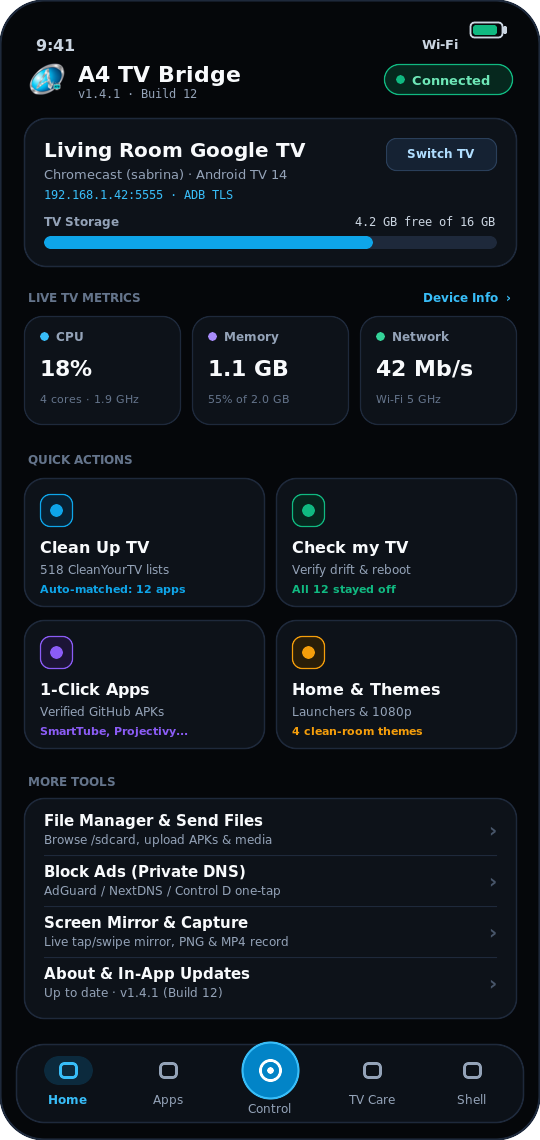 9:41
Wi-Fi
A4 TV Bridge
v1.4.1 · Build 12
Connected
Living Room Google TV
Switch TV
Chromecast (sabrina) · Android TV 14
192.168.1.42:5555 · ADB TLS
TV Storage
4.2 GB free of 16 GB
LIVE TV METRICS
Device Info ›
CPU
18%
4 cores · 1.9 GHz
Memory
1.1 GB
55% of 2.0 GB
Network
42 Mb/s
Wi-Fi 5 GHz
QUICK ACTIONS
Clean Up TV
518 CleanYourTV lists
Auto-matched: 12 apps
Check my TV
Verify drift & reboot
All 12 stayed off
1-Click Apps
Verified GitHub APKs
SmartTube, Projectivy...
Home & Themes
Launchers & 1080p
4 clean-room themes
MORE TOOLS
File Manager & Send Files
Browse /sdcard, upload APKs & media
›
Block Ads (Private DNS)
AdGuard / NextDNS / Control D one-tap
›
Screen Mirror & Capture
Live tap/swipe mirror, PNG & MP4 record
›
About & In-App Updates
Up to date · v1.4.1 (Build 12)
›
Home
Apps
Control
TV Care
Shell